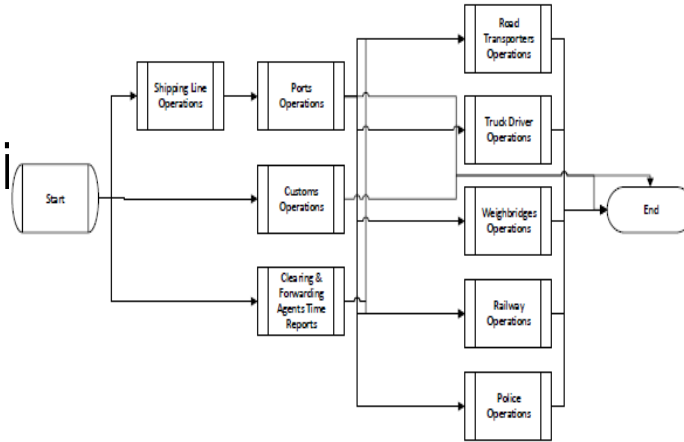 i
Start
Shipping Line
Operations
Ports
Operations
Customs
Operations
Clearing &
Forwarding
Agents Time
Reports
Road
Transporters
Operations
Truck Driver
Operations
Weighbridges
Operations
Railway
Operations
Police
Operations
End